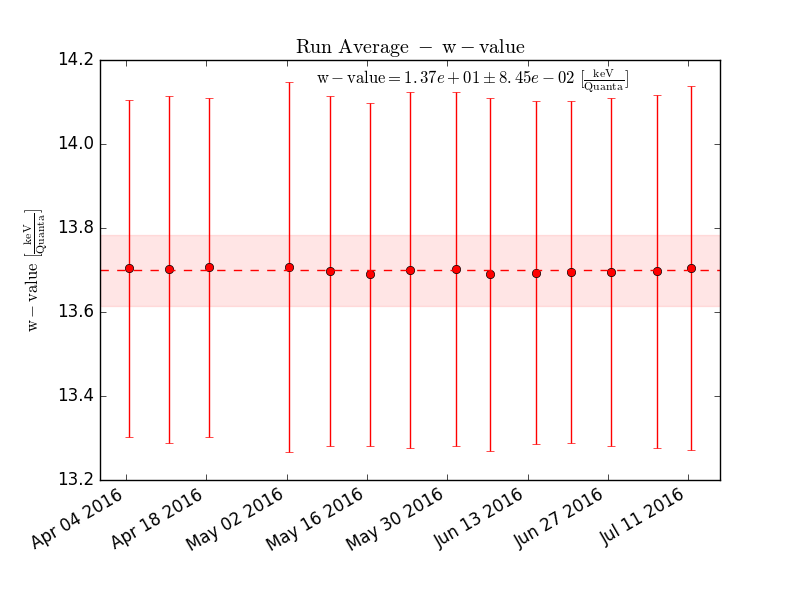 Run Average − w − value
w − value = 1.37e + 01 ± 8.45e − 02 [keV/Quanta]
14.2
14.0
13.8
13.6
13.4
13.2
w − value [keV/Quanta]
Apr 04 2016
Apr 18 2016
May 02 2016
May 16 2016
May 30 2016
Jun 13 2016
Jun 27 2016
Jul 11 2016